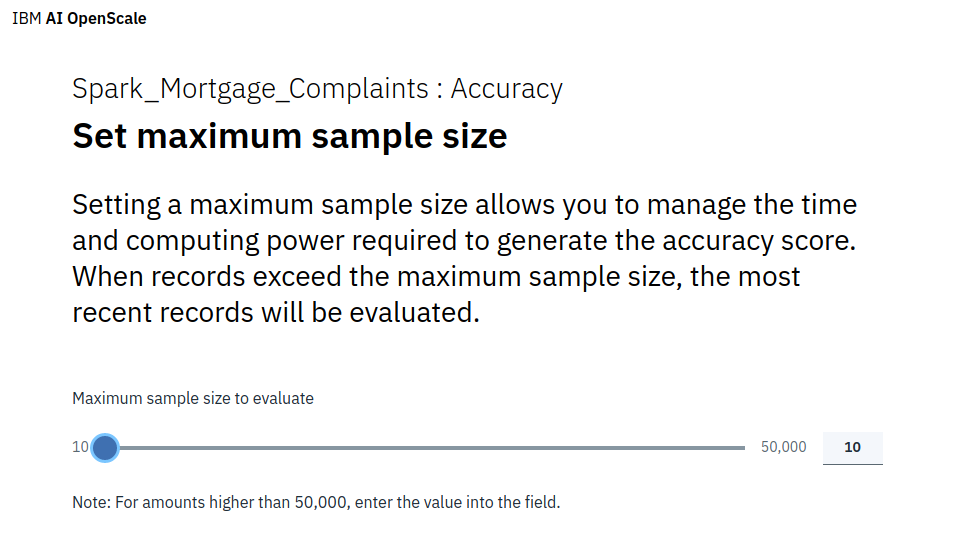 IBM AI OpenScale
Spark_Mortgage_Complaints : Accuracy
Set maximum sample size
Setting a maximum sample size allows you to manage the time
and computing power required to generate the accuracy score.
When records exceed the maximum sample size, the most
recent records will be evaluated.
Maximum sample size to evaluate
10 50,000 10
Note: For amounts higher than 50,000, enter the value into the field.